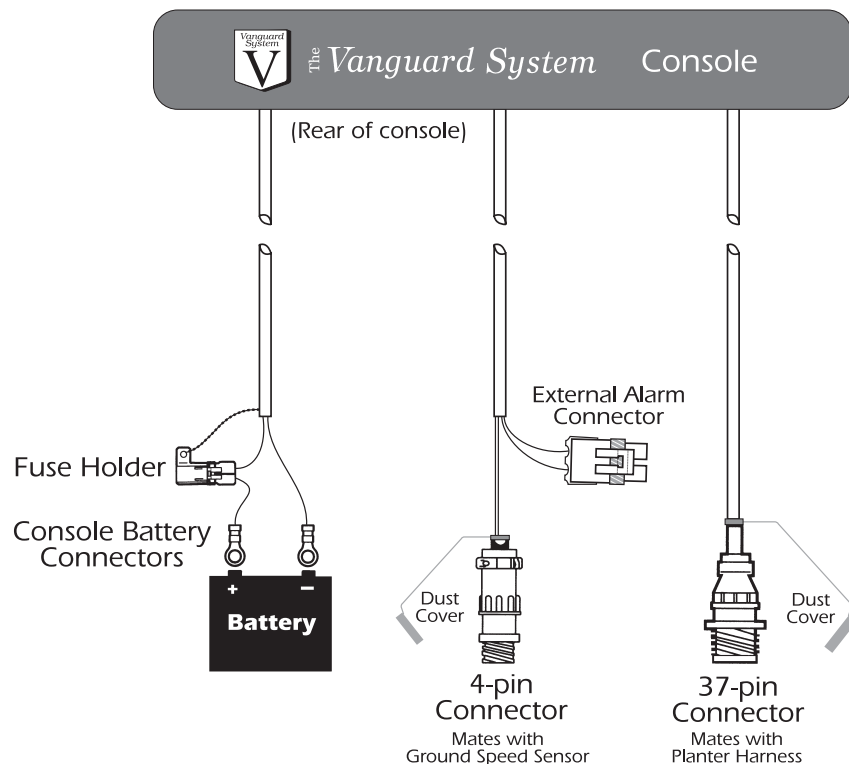 Vanguard
System
V
The Vanguard System Console
(Rear of console)
External Alarm
Connector
Fuse Holder
Console Battery
Connectors
+ –
Battery
Dust
Cover
Dust
Cover
4-pin
Connector
Mates with
Ground Speed Sensor
37-pin
Connector
Mates with
Planter Harness